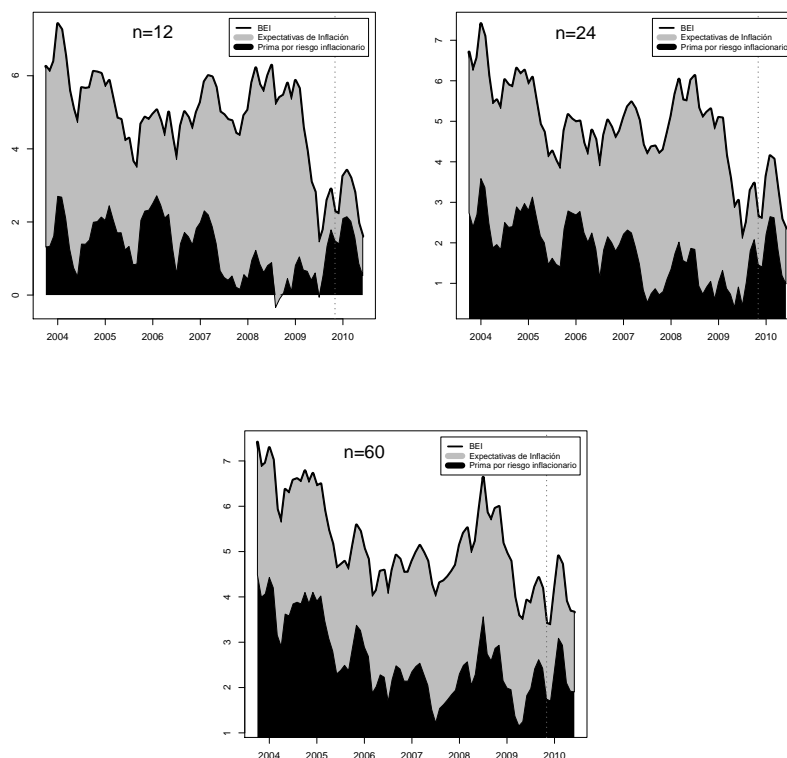 n=12
BEI
Expectativas de Inflación
Prima por riesgo inflacionario
0 2 4 6
2004 2005 2006 2007 2008 2009 2010
n=24
BEI
Expectativas de Inflación
Prima por riesgo inflacionario
1 2 3 4 5 6 7
2004 2005 2006 2007 2008 2009 2010
n=60
BEI
Expectativas de Inflación
Prima por riesgo inflacionario
1 2 3 4 5 6 7
2004 2005 2006 2007 2008 2009 2010